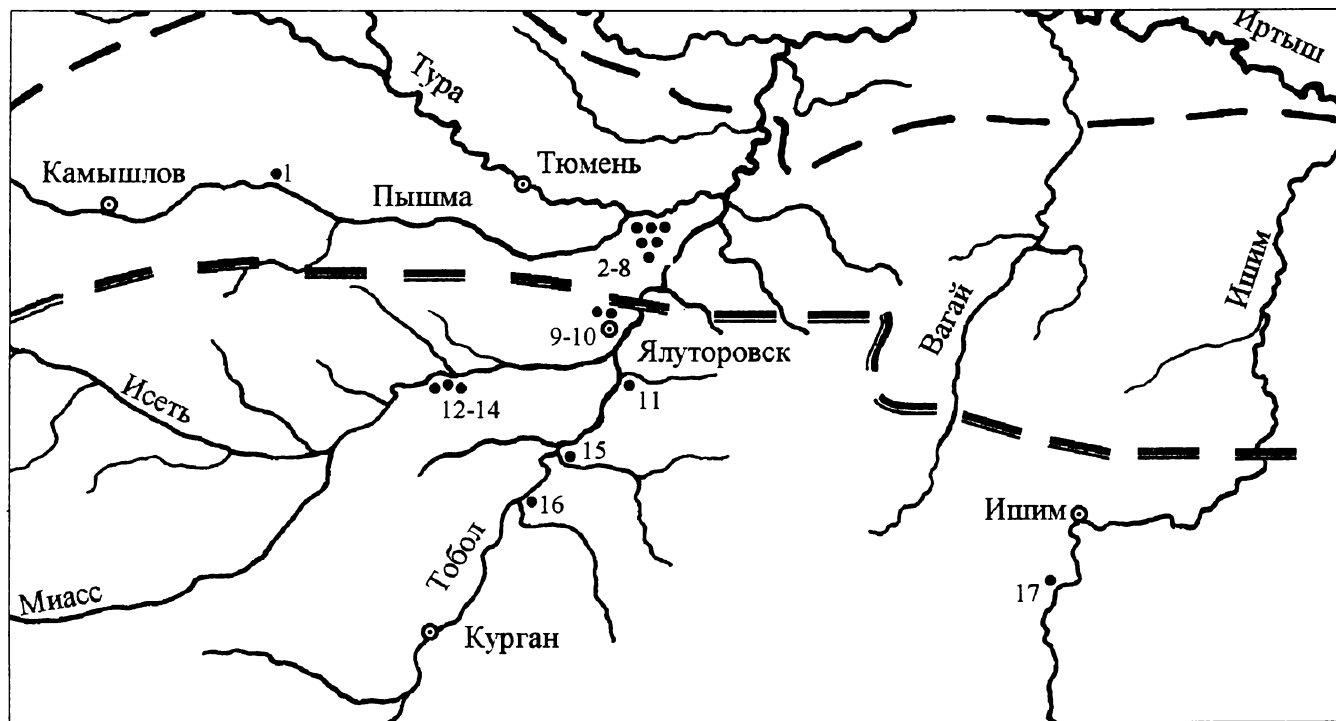 Иртыш
Тура
Тюмень
Камышлов
1
Пышма
2-8
Ишим
Вагай
9-10
Ялуторовск
11
Исеть
12-14
15
16
Ишим
Тобол
17
Миасс
Курган